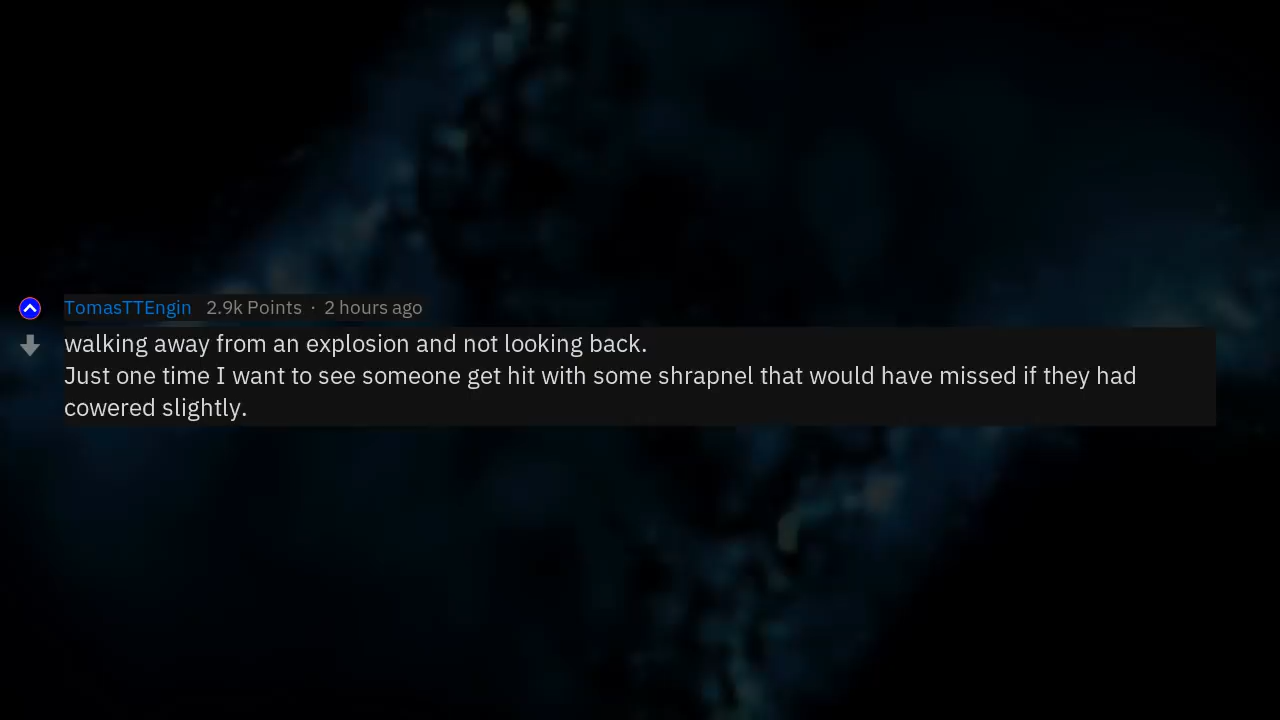 TomasTTEngin 2.9k Points · 2 hours ago
walking away from an explosion and not looking back.
Just one time I want to see someone get hit with some shrapnel that would have missed if they had
cowered slightly.